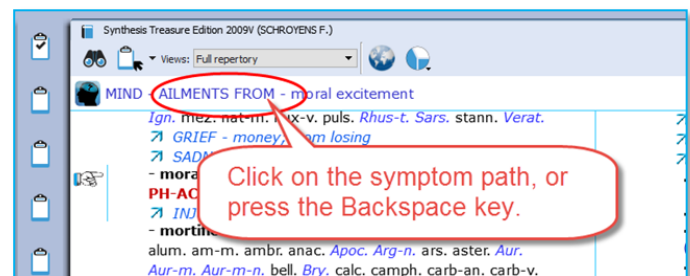 Synthesis Treasure Edition 2009V (SCHROYENS F.)
Views: Full repertory
MIND - AILMENTS FROM - moral excitement
Ign. mez. nat-m. nux-v. puls. Rhus-t. Sars. stann. Verat.
GRIEF - money, from losing
- mora
PH-AC
INJ
- mortif
Click on the symptom path, or
press the Backspace key.
alum. am-m. ambr. anac. Apoc. Arg-n. ars. aster. Aur.
Aur-m. Aur-m-n. bell. Bry. calc. camph. carb-an. carb-v.